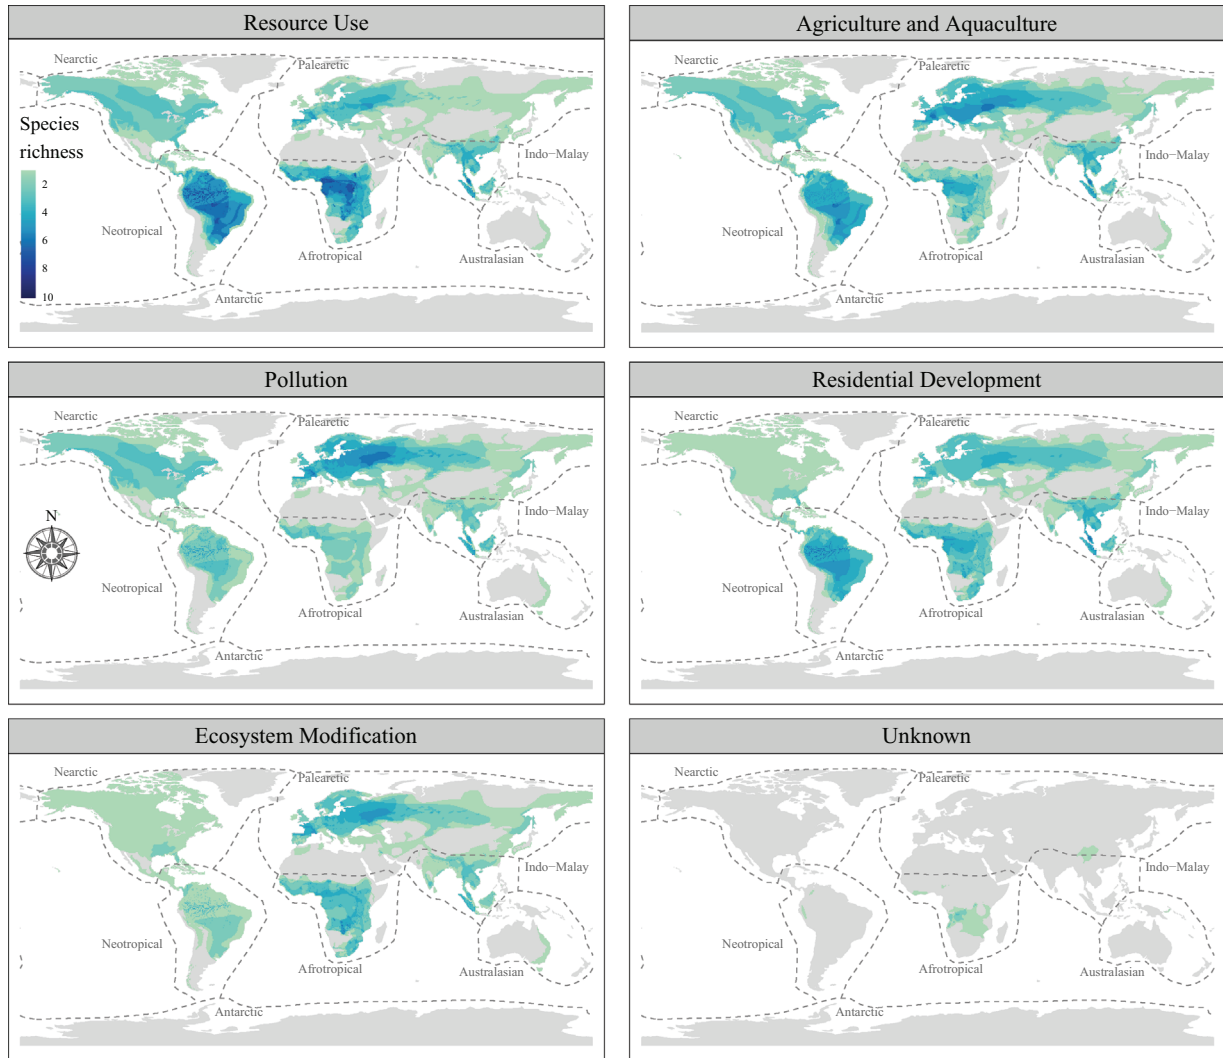 Resource Use
Nearctic
Palearctic
Species
richness
2
4
6
8
10
Indo−Malay
Neotropical
Afrotropical
Australasian
Antarctic
Agriculture and Aquaculture
Nearctic
Palearctic
Indo−Malay
Neotropical
Afrotropical
Australasian
Antarctic
Pollution
Nearctic
Palearctic
N
Indo−Malay
Neotropical
Afrotropical
Australasian
Antarctic
Residential Development
Nearctic
Palearctic
Indo−Malay
Neotropical
Afrotropical
Australasian
Antarctic
Ecosystem Modification
Nearctic
Palearctic
Indo−Malay
Neotropical
Afrotropical
Australasian
Antarctic
Unknown
Nearctic
Palearctic
Indo−Malay
Neotropical
Afrotropical
Australasian
Antarctic